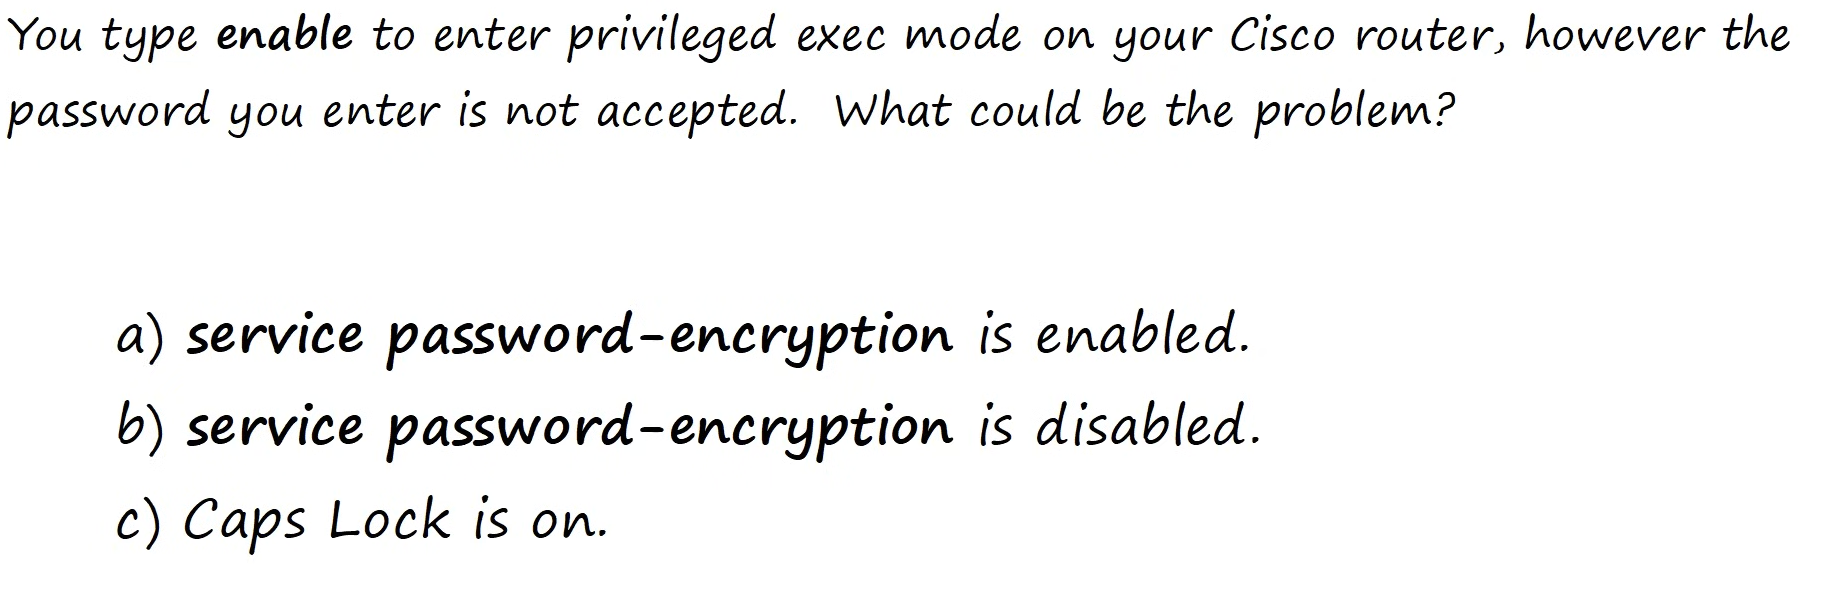 You type enable to enter privileged exec mode on your Cisco router, however the
password you enter is not accepted.  What could be the problem?
a) service password-encryption is enabled.
b) service password-encryption is disabled.
c) Caps Lock is on.